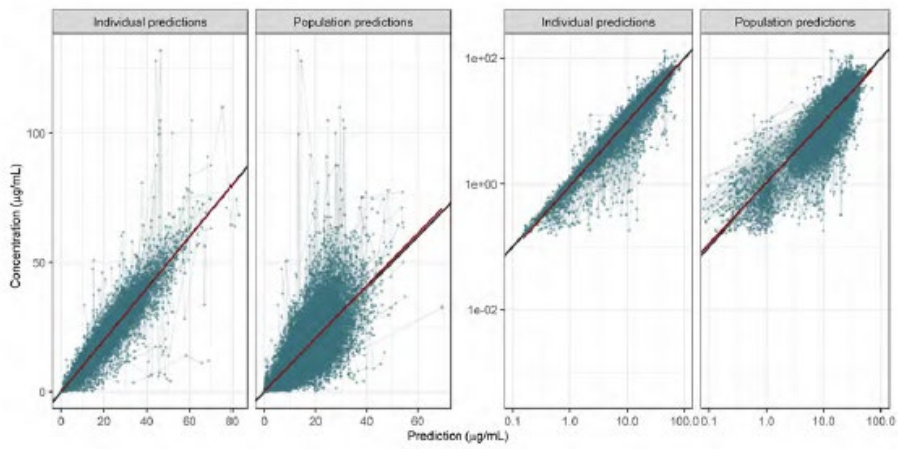 Individual predictions Population predictions Individual predictions Population predictions
Concentration (µg/mL)
100
50
0
1e+02
1e+00
1e-02
0 20 40 60 80 0 20 40 60 0.1 1.0 10.0 100.0 0.1 1.0 10.0 100.0
Prediction (µg/mL)